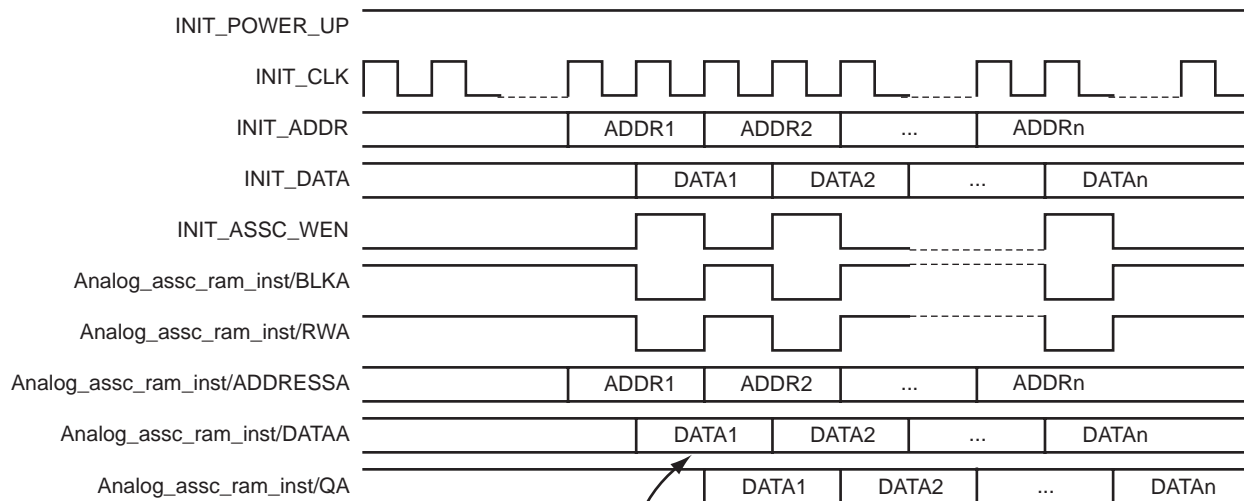 INIT_POWER_UP
INIT_CLK
INIT_ADDR ADDR1 ADDR2 ... ADDRn
INIT_DATA DATA1 DATA2 ... DATAn
INIT_ASSC_WEN
Analog_assc_ram_inst/BLKA
Analog_assc_ram_inst/RWA
Analog_assc_ram_inst/ADDRESSA ADDR1 ADDR2 ... ADDRn
Analog_assc_ram_inst/DATAA DATA1 DATA2 ... DATAn
Analog_assc_ram_inst/QA DATA1 DATA2 ... DATAn